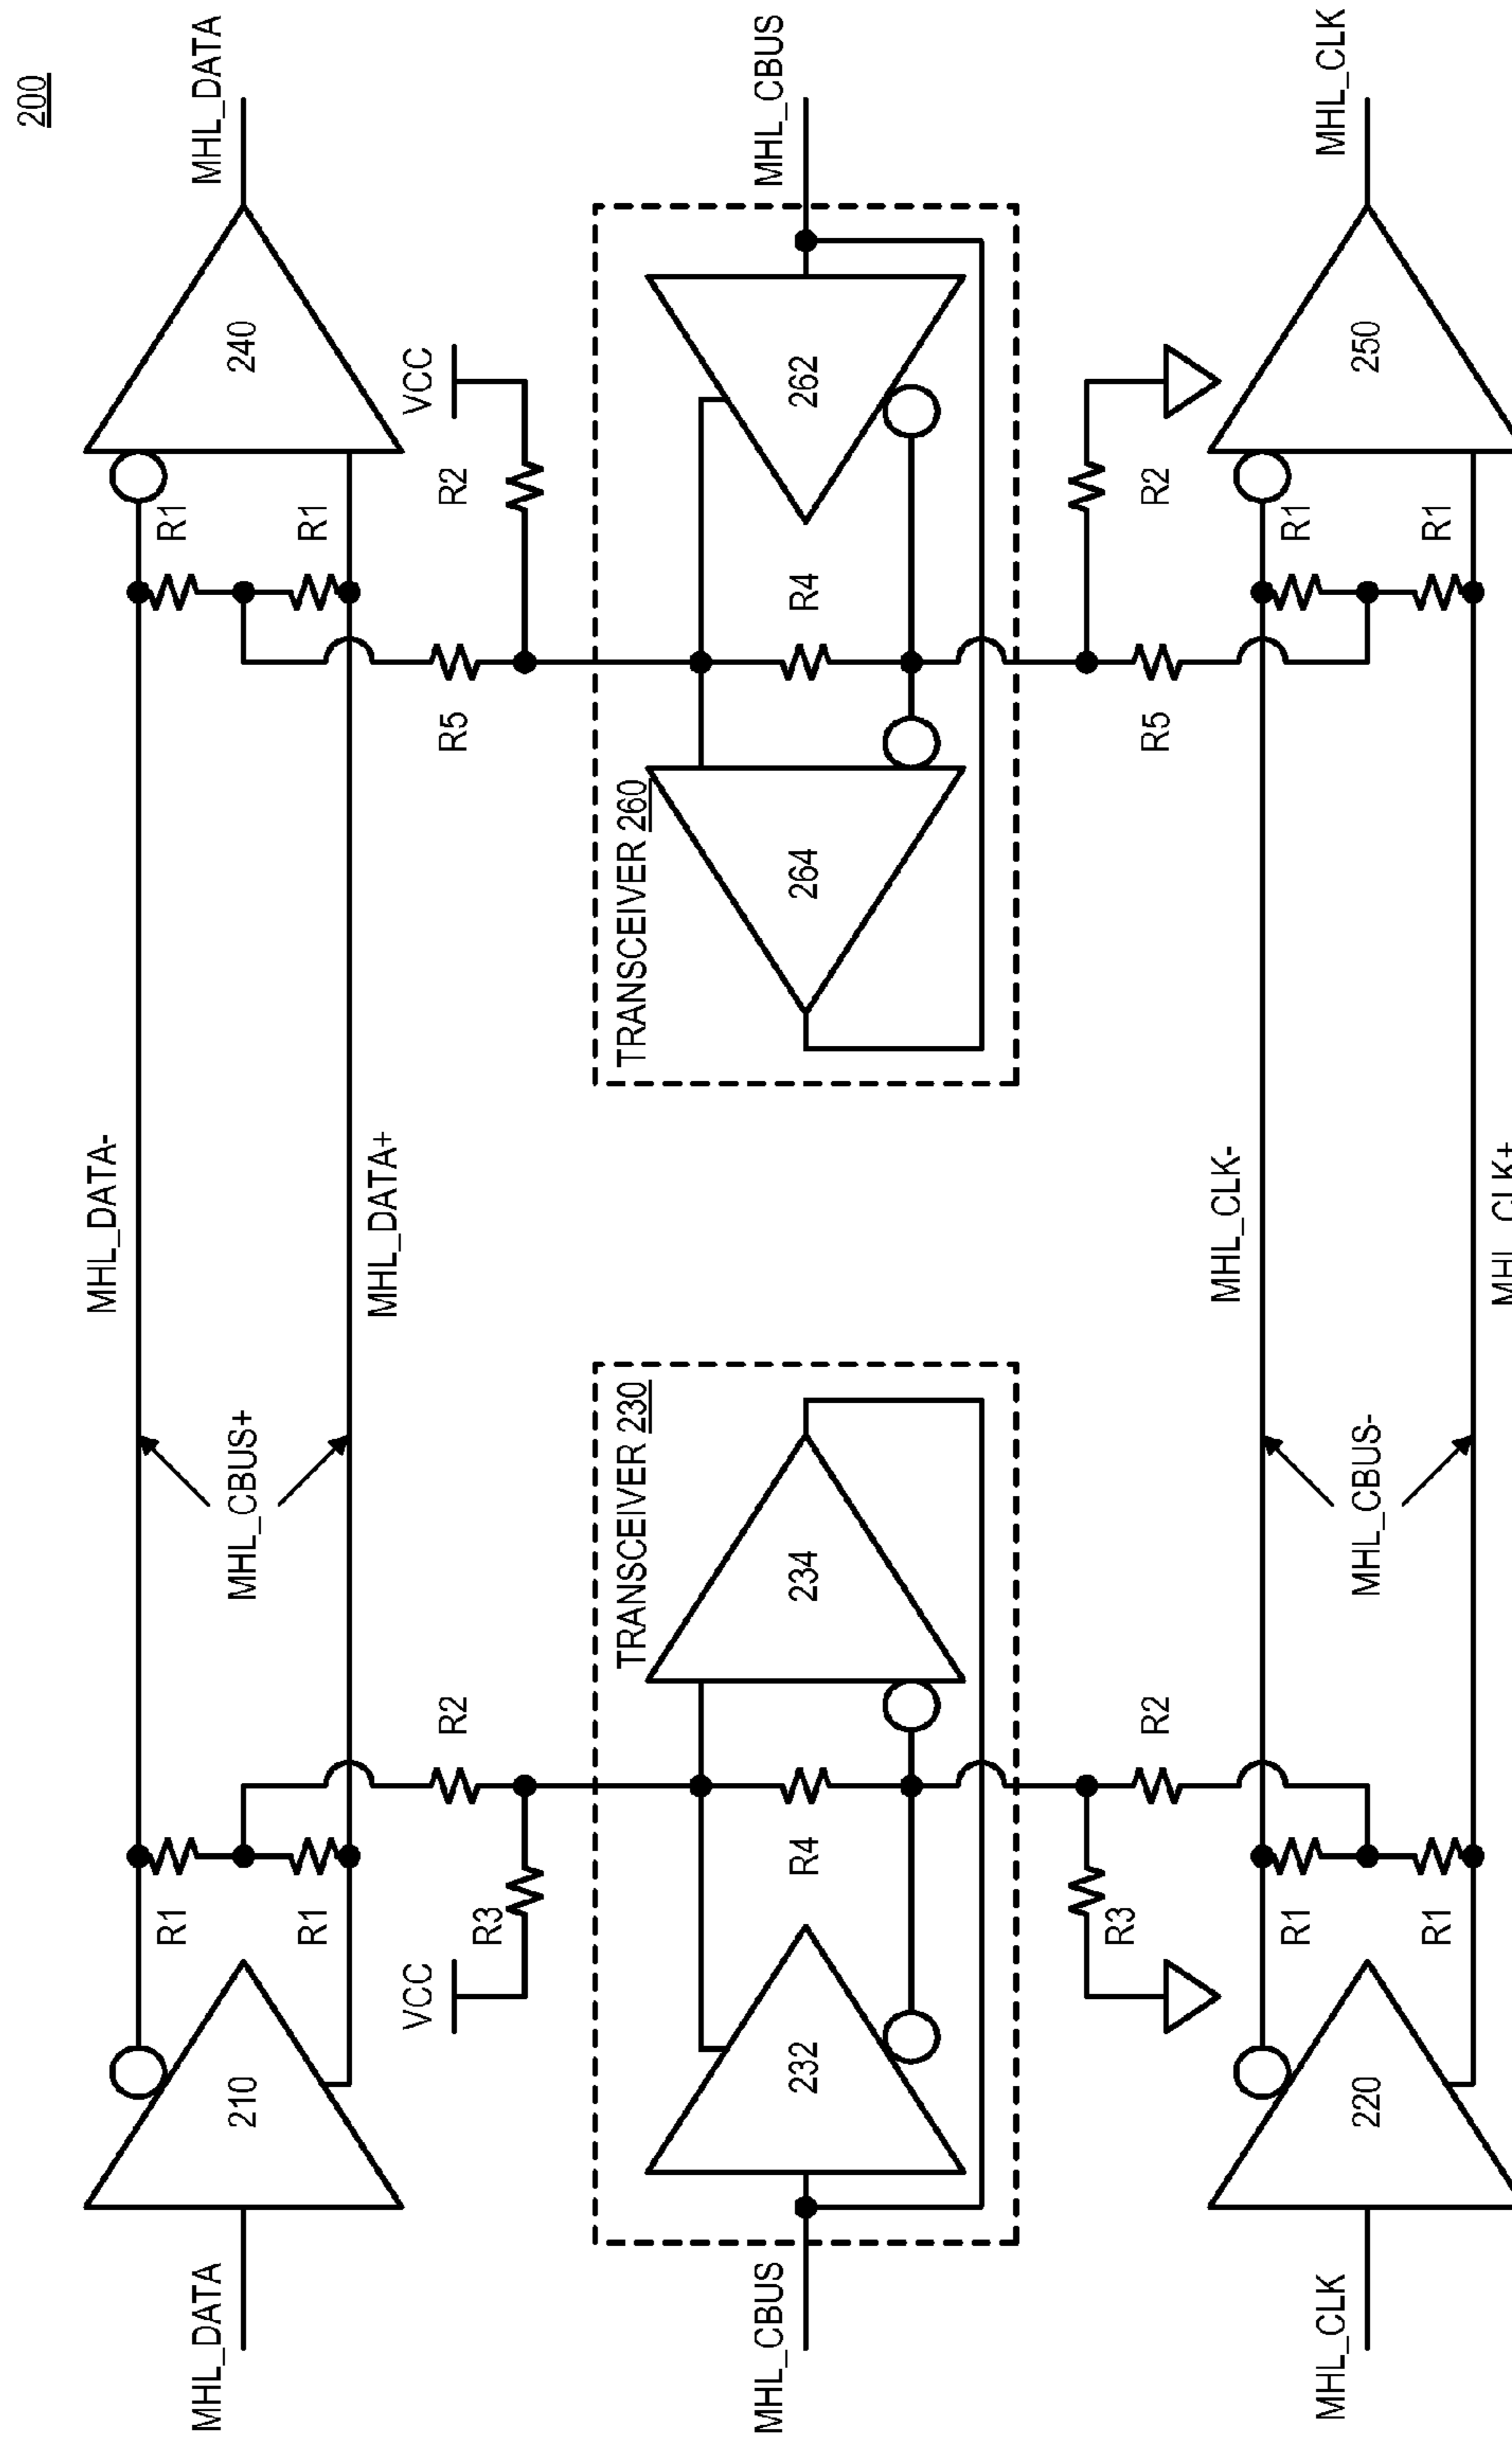 200
MHL_DATA
MHL_DATA-
MHL_DATA+
MHL_DATA
210
240
R1
R1
R1
R1
MHL_CBUS+
VCC
R3
R2
R5
R2
VCC
TRANSCEIVER 230
TRANSCEIVER 260
MHL_CBUS
232
R4
234
264
R4
262
MHL_CBUS
R3
R2
R5
R2
MHL_CLK
MHL_CLK-
MHL_CLK+
MHL_CLK
220
250
R1
R1
R1
R1
MHL_CBUS-